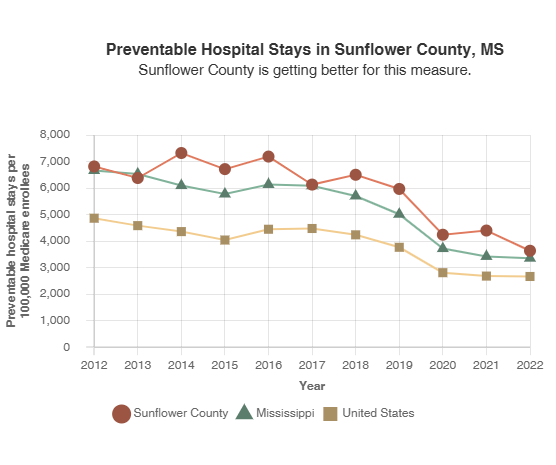 Preventable Hospital Stays in Sunflower County, MS
Sunflower County is getting better for this measure.
Preventable hospital stays per
100,000 Medicare enrollees
8,000
7,000
6,000
5,000
4,000
3,000
2,000
1,000
0
2012 2013 2014 2015 2016 2017 2018 2019 2020 2021 2022
Year
Sunflower County Mississippi United States